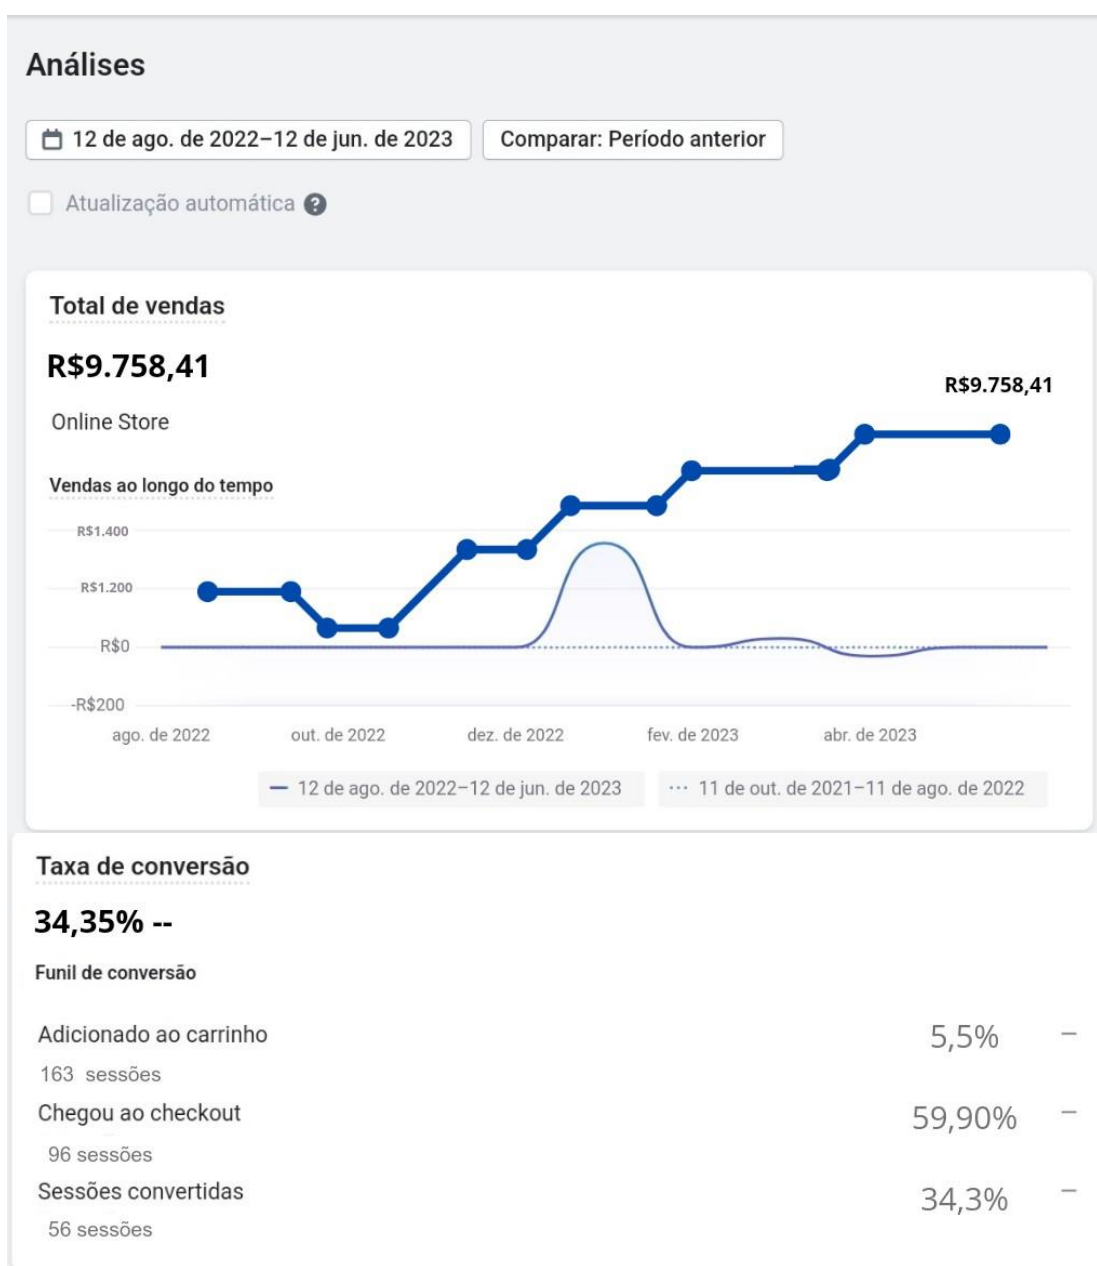 Análises
12 de ago. de 2022–12 de jun. de 2023 Comparar: Período anterior
Atualização automática ?
Total de vendas
R$9.758,41
R$9.758,41
Online Store
Vendas ao longo do tempo
R$1.400
R$1.200
R$0
-R$200
ago. de 2022 out. de 2022 dez. de 2022 fev. de 2023 abr. de 2023
12 de ago. de 2022–12 de jun. de 2023 11 de out. de 2021–11 de ago. de 2022
Taxa de conversão
34,35% --
Funil de conversão
Adicionado ao carrinho 5,5% –
163 sessões
Chegou ao checkout 59,90% –
96 sessões
Sessões convertidas 34,3% –
56 sessões